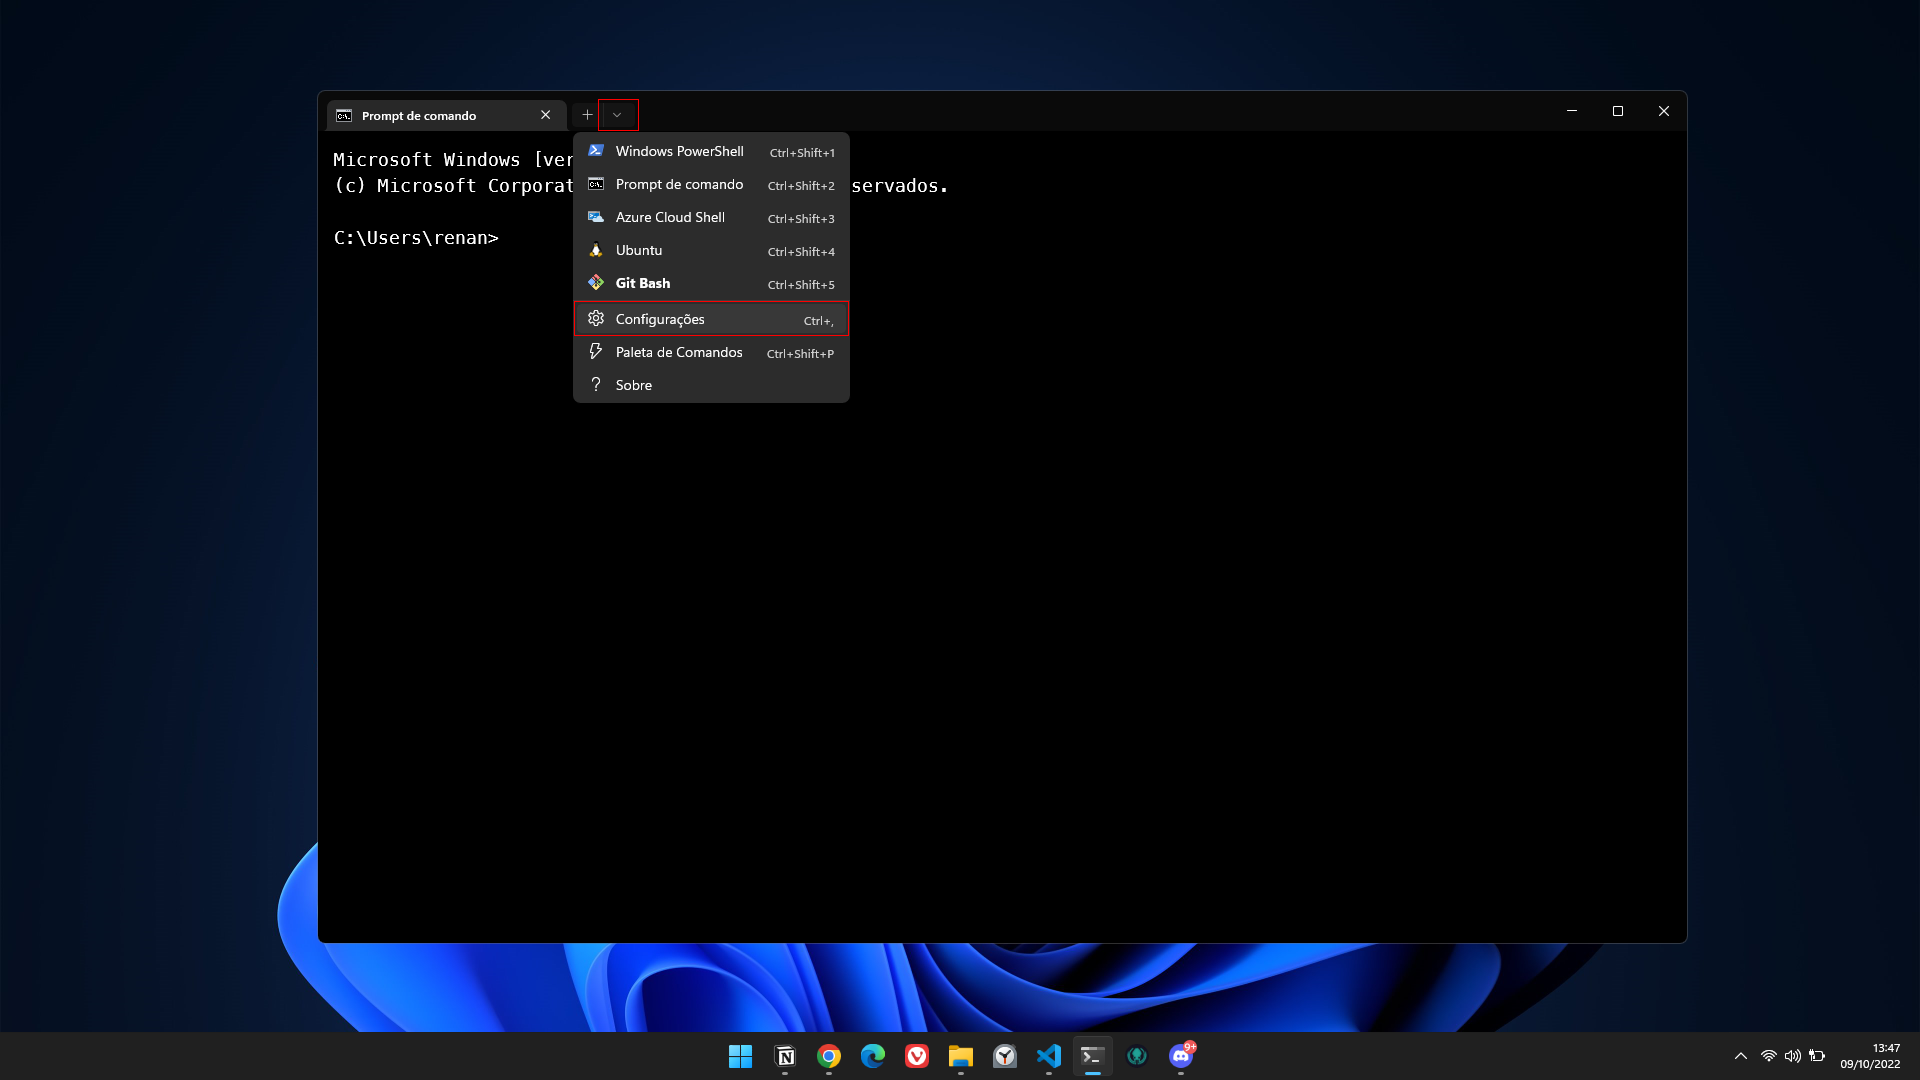 Prompt de comando
Microsoft Windows [ver
(c) Microsoft Corporat servados.
C:\Users\renan>
Windows PowerShell Ctrl+Shift+1
Prompt de comando Ctrl+Shift+2
Azure Cloud Shell Ctrl+Shift+3
Ubuntu Ctrl+Shift+4
Git Bash Ctrl+Shift+5
Configurações Ctrl+,
Paleta de Comandos Ctrl+Shift+P
Sobre
9+
13:47
09/10/2022